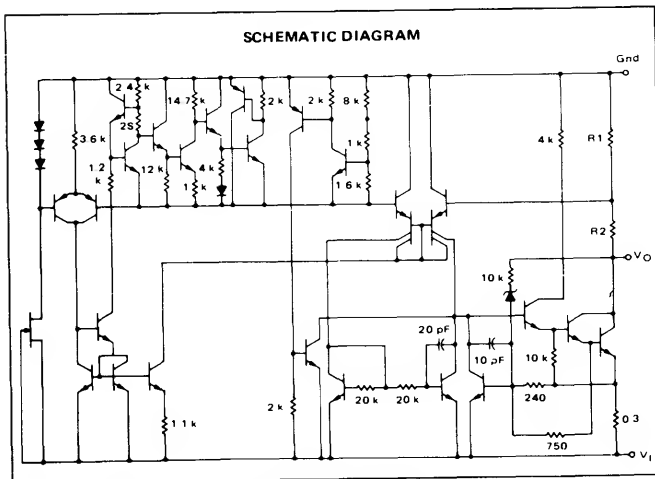 SCHEMATIC DIAGRAM
Gnd
2.4 k
2S
3.6 k
1.2 k
14.7 k
12 k
1 k
4 k
2 k
2 k
8 k
1 k
1.6 k
4 k
R1
R2
VO
10 k
20 pF
10 pF
10 k
240
750
0.3
VI
2 k
20 k
20 k
1 1 k